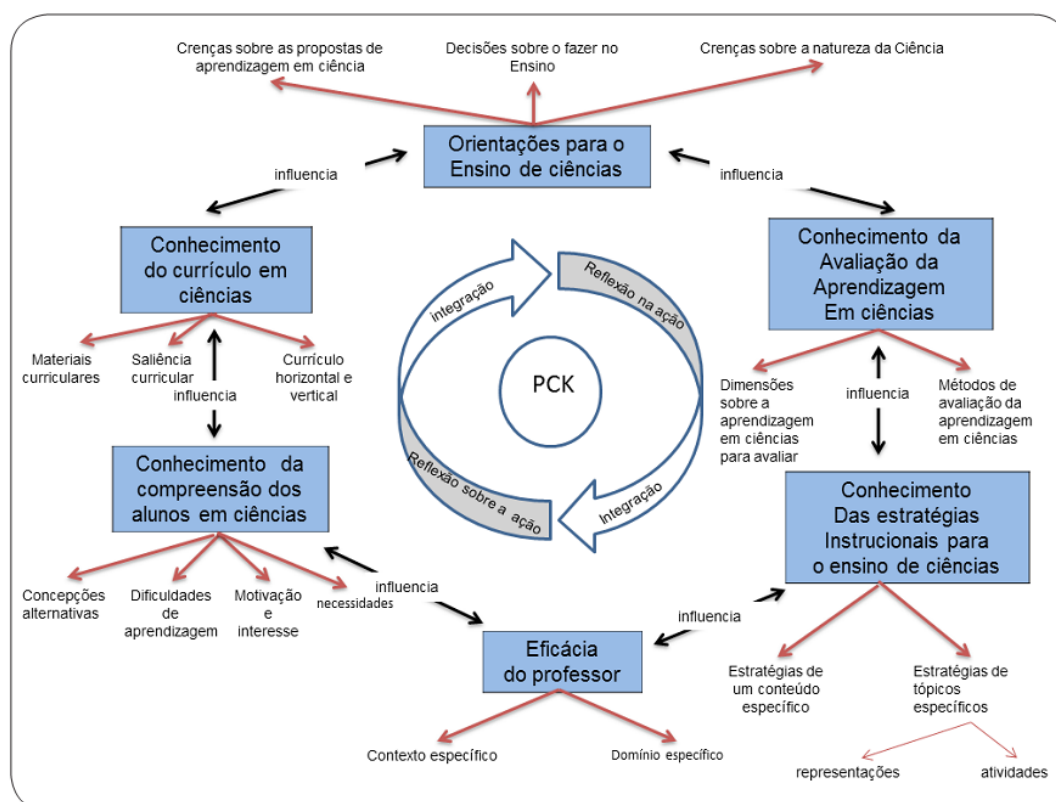 Crenças sobre as propostas de
aprendizagem em ciência
Decisões sobre o fazer no
Ensino
Crenças sobre a natureza da Ciência
Orientações para o
Ensino de ciências
influencia
influencia
Conhecimento
do currículo em
ciências
Conhecimento da
Avaliação da
Aprendizagem
Em ciências
integração
Reflexão na ação
PCK
Reflexão sobre a ação
Integração
Materiais
curriculares
Saliência
curricular
Currículo
horizontal e
vertical
influencia
Dimensões
sobre a
aprendizagem
em ciências
para avaliar
influencia
Métodos de
avaliação da
aprendizagem
em ciências
Conhecimento da
compreensão dos
alunos em ciências
Conhecimento
Das estratégias
Instrucionais para
o ensino de ciências
Concepções
alternativas
Dificuldades
de
aprendizagem
Motivação
e
interesse
necessidades
influencia
influencia
Eficácia
do professor
Estratégias de
um conteúdo
específico
Estratégias de
tópicos
específicos
Contexto específico
Domínio específico
representações
atividades